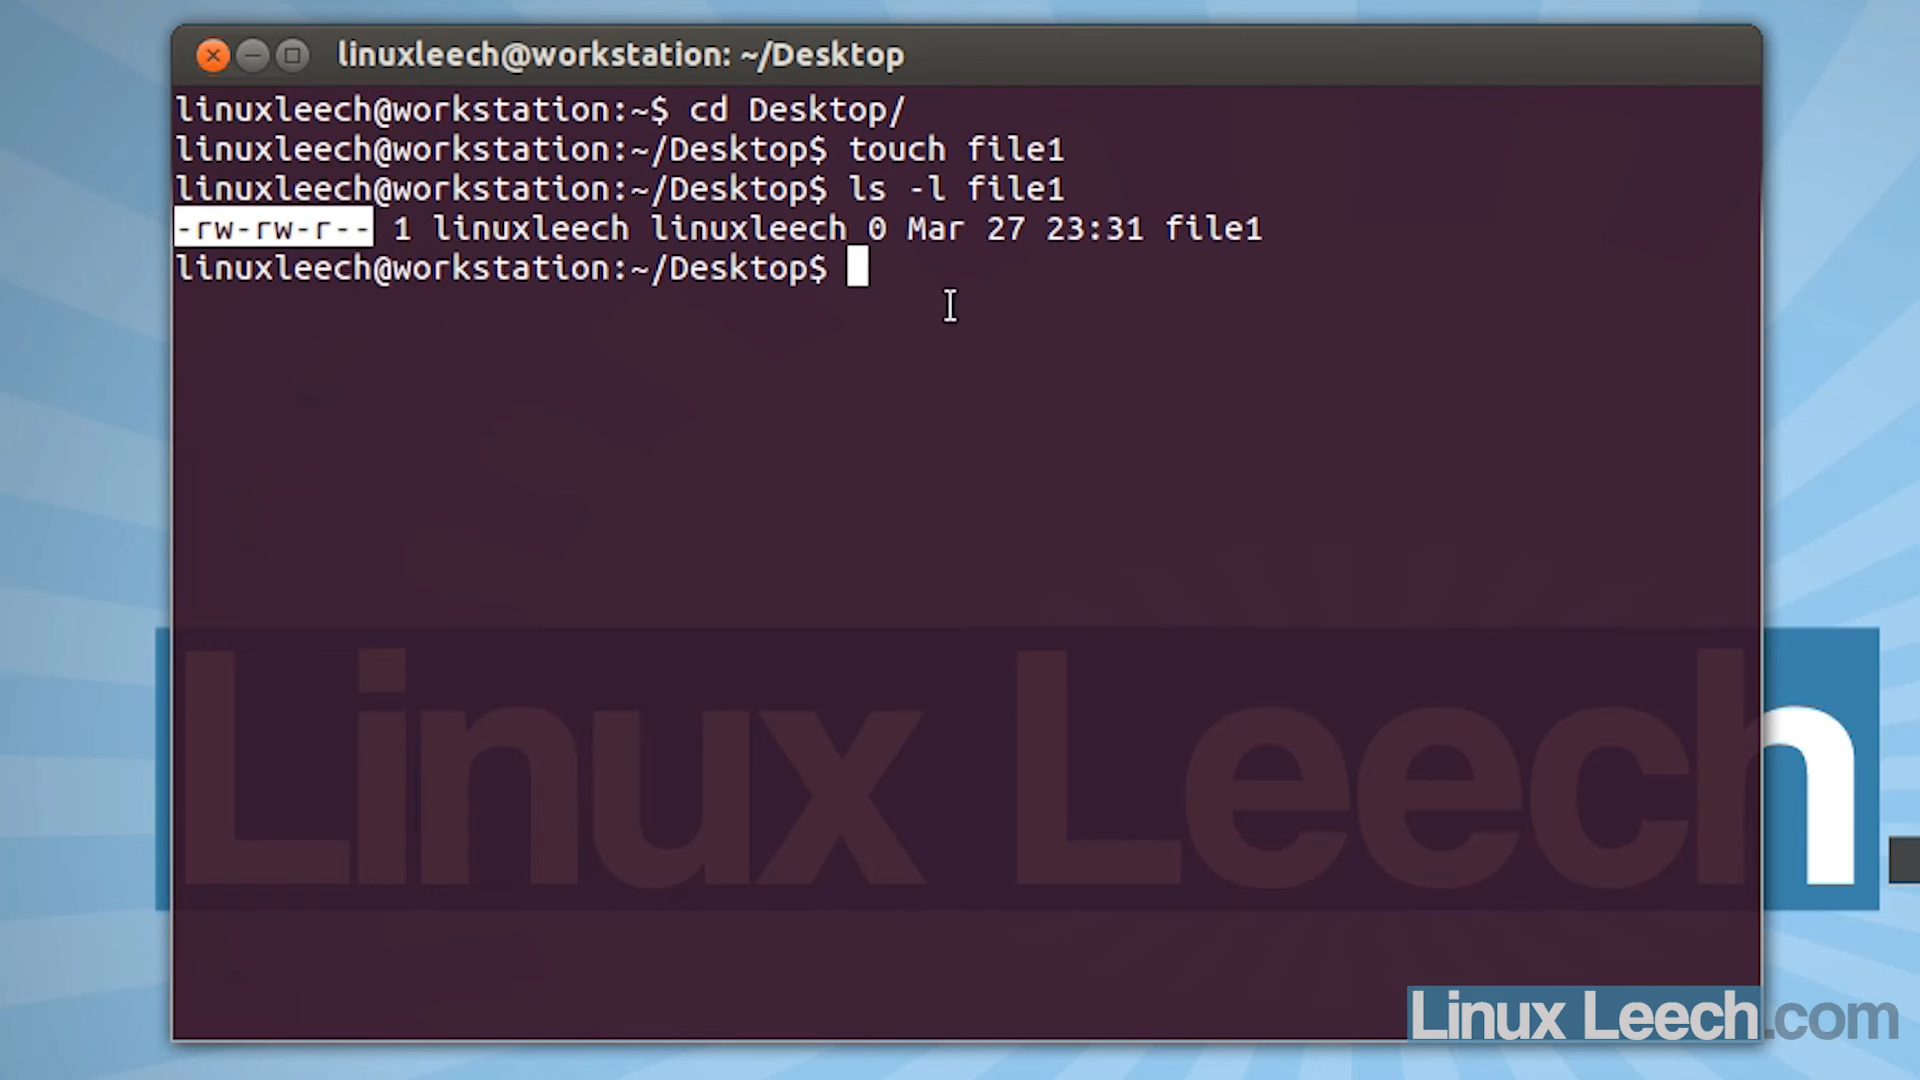 linuxleech@workstation: ~/Desktop
linuxleech@workstation:~$ cd Desktop/
linuxleech@workstation:~/Desktop$ touch file1
linuxleech@workstation:~/Desktop$ ls -l file1
-rw-rw-r-- 1 linuxleech linuxleech 0 Mar 27 23:31 file1
linuxleech@workstation:~/Desktop$
Linux Leech.
Linux Leech.com